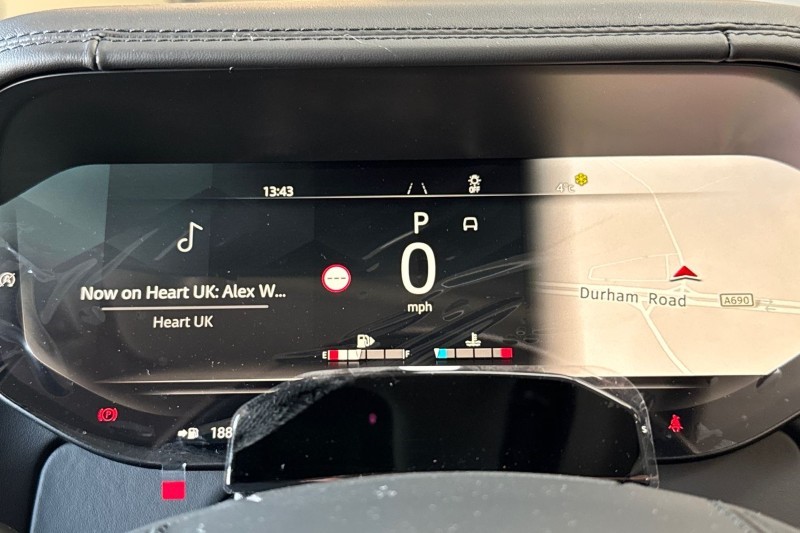 13:43
OFF
4°C
P
0
mph
Now on Heart UK: Alex W...
Heart UK
---
Durham Road
A690
E
F
P
188
S